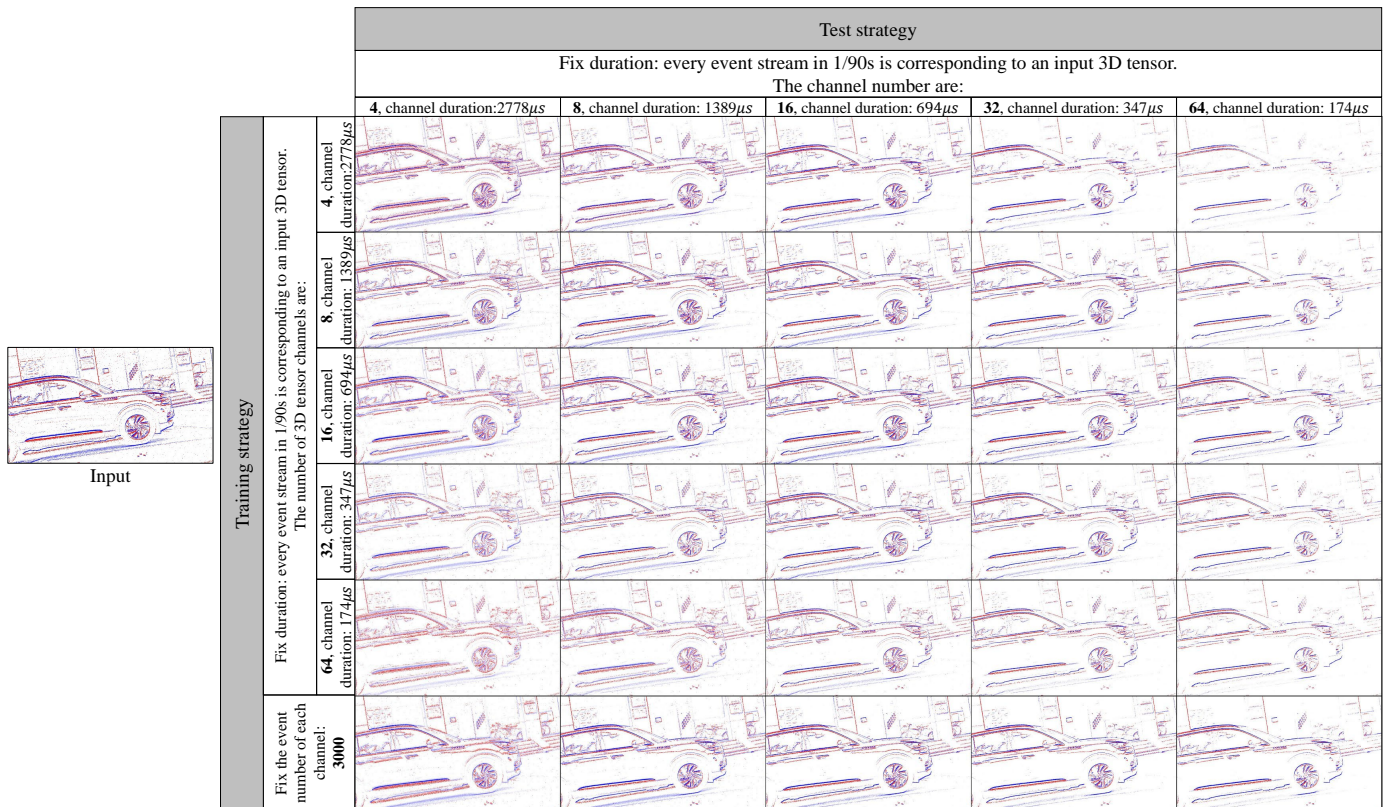 Test strategy
Fix duration: every event stream in 1/90s is corresponding to an input 3D tensor.
The channel number are:
4, channel duration:2778μs
8, channel duration: 1389μs
16, channel duration: 694μs
32, channel duration: 347μs
64, channel duration: 174μs
Input
Training strategy
Fix duration: every event stream in 1/90s is corresponding to an input 3D tensor.
The number of 3D tensor channels are:
4, channel
duration:2778μs
8, channel
duration: 1389μs
16, channel
duration: 694μs
32, channel
duration: 347μs
64, channel
duration: 174μs
Fix the event
number of each
channel:
3000